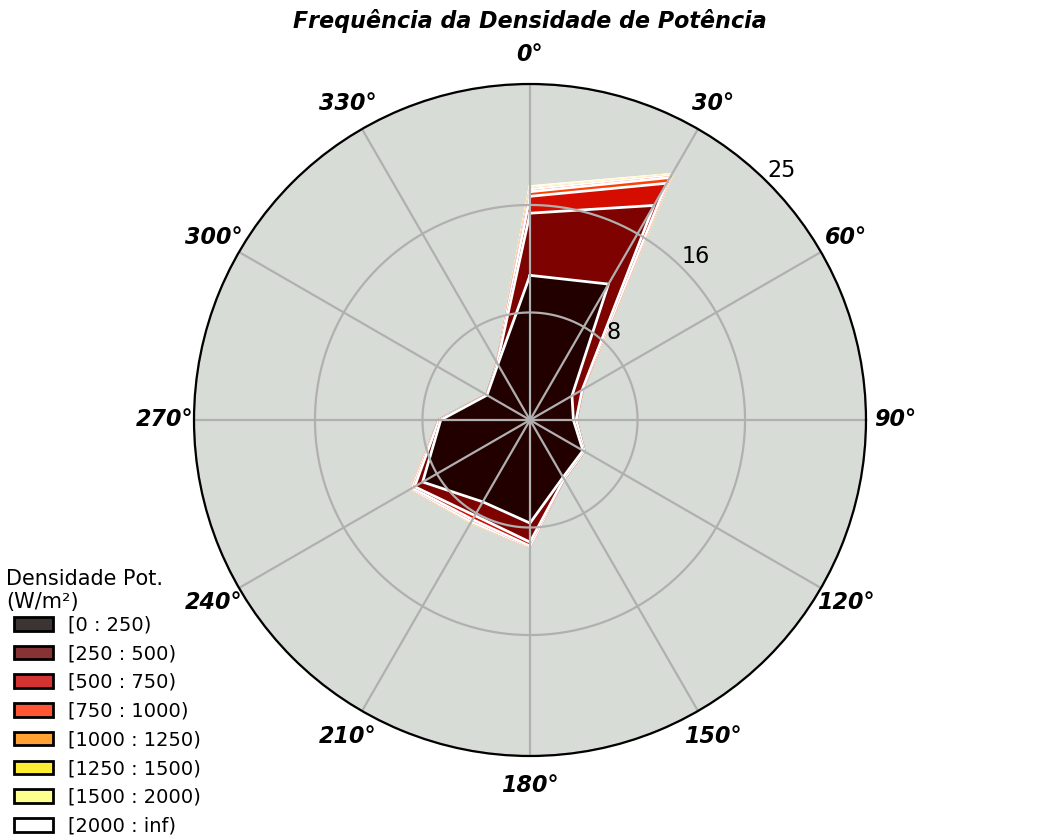 Frequência da Densidade de Potência
0°
330°
30°
25
300°
60°
16
8
270°
90°
Densidade Pot.
(W/m²)
240°
120°
[0 : 250)
[250 : 500)
[500 : 750)
[750 : 1000)
[1000 : 1250)
[1250 : 1500)
[1500 : 2000)
[2000 : inf)
210°
150°
180°